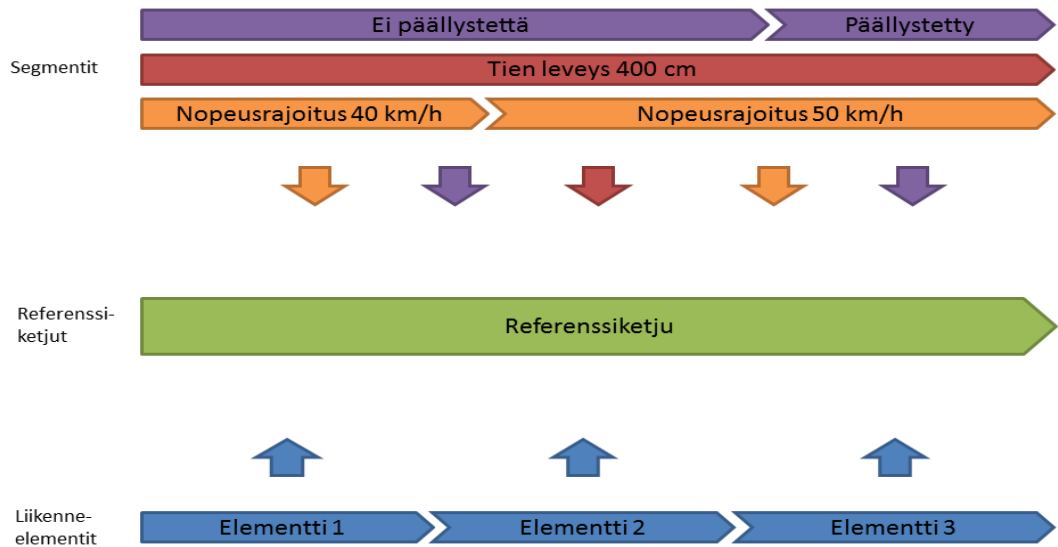 Ei päällystettä
Päällystetty
Segmentit
Tien leveys 400 cm
Nopeusrajoitus 40 km/h
Nopeusrajoitus 50 km/h
Referenssi-
ketjut
Referenssiketju
Liikenne-
elementit
Elementti 1
Elementti 2
Elementti 3